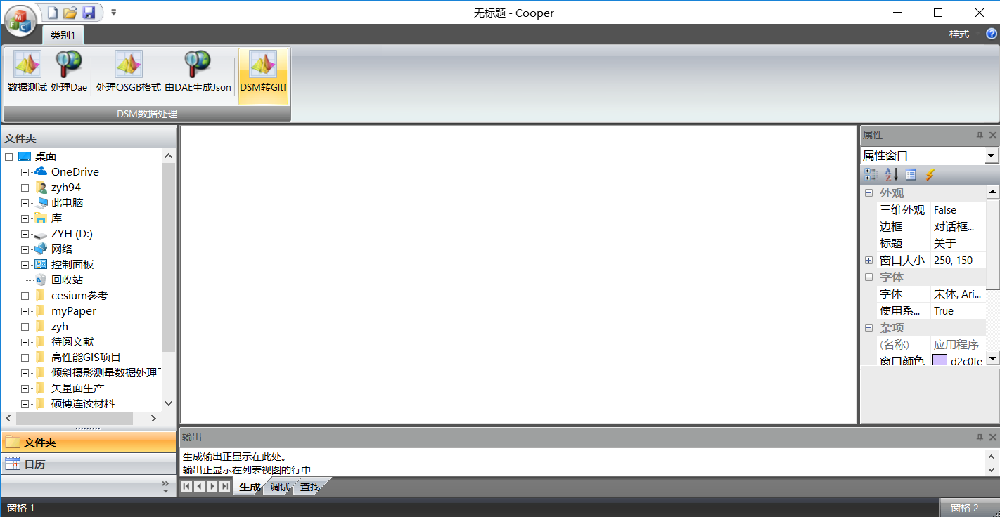 无标题 - Cooper
类别1
样式
数据测试 处理Dae 处理OSGB格式 由DAE生成Json DSM转Gltf
DSM数据处理
文件夹
桌面
OneDrive
zyh94
此电脑
库
ZYH (D:)
网络
控制面板
回收站
cesium参考
myPaper
zyh
待阅文献
高性能GIS项目
倾斜摄影测量数据处理
矢量面生产
硕博连读材料
文件夹
日历
属性
属性窗口
外观
三维外观 False
边框 对话框...
标题 关于
窗口大小 250, 150
字体
字体 宋体, Ari...
使用系... True
杂项
(名称) 应用程序
窗口颜色 d2c0fe
输出
生成输出正显示在此处。
输出正显示在列表视图的行中
生成 调试 查找
窗格 1
窗格 2